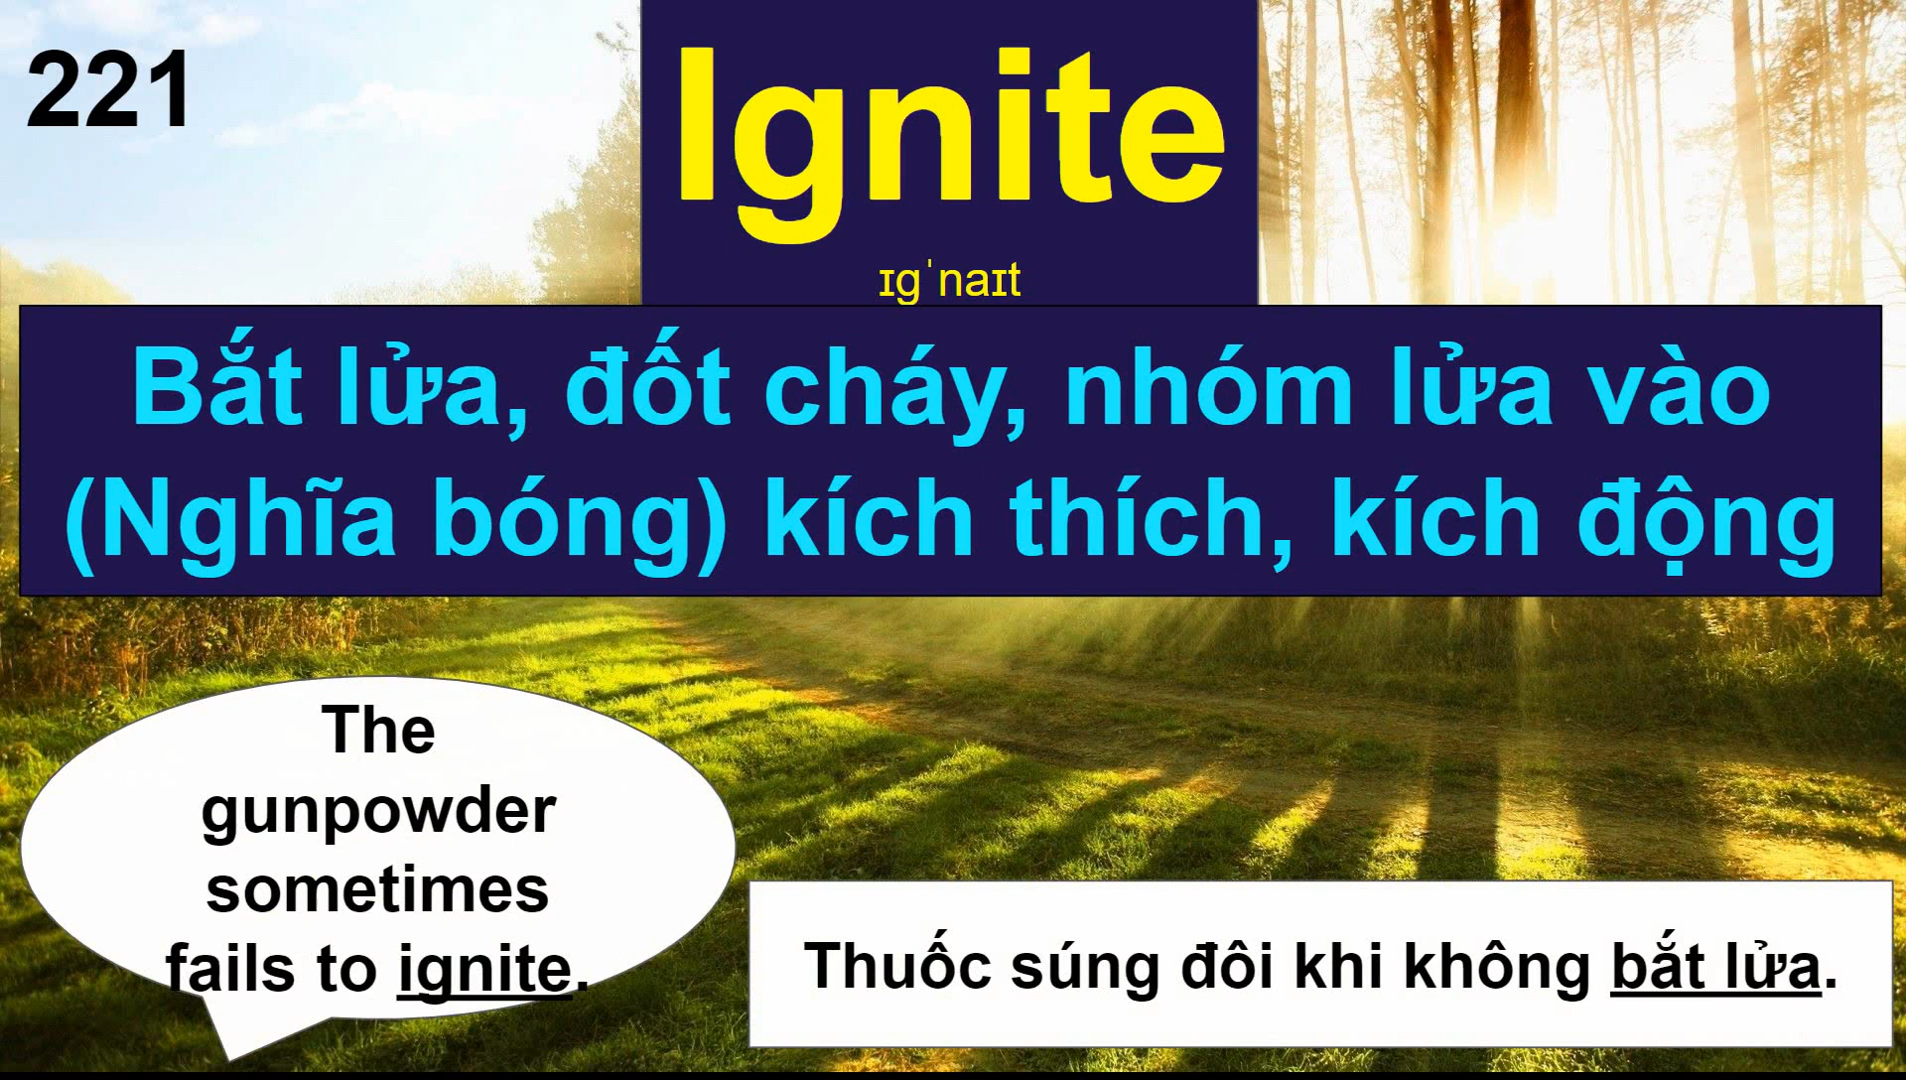 221
Ignite
ɪgˈnaɪt
Bắt lửa, đốt cháy, nhóm lửa vào
(Nghĩa bóng) kích thích, kích động
The
gunpowder
sometimes
fails to ignite.
Thuốc súng đôi khi không bắt lửa.